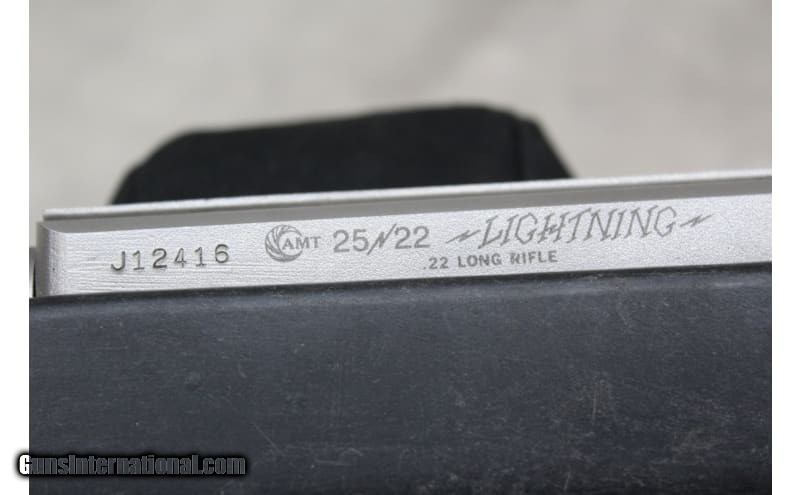 J12416 AMT 25/22 LIGHTNING
.22 LONG RIFLE
GunsInternational.com